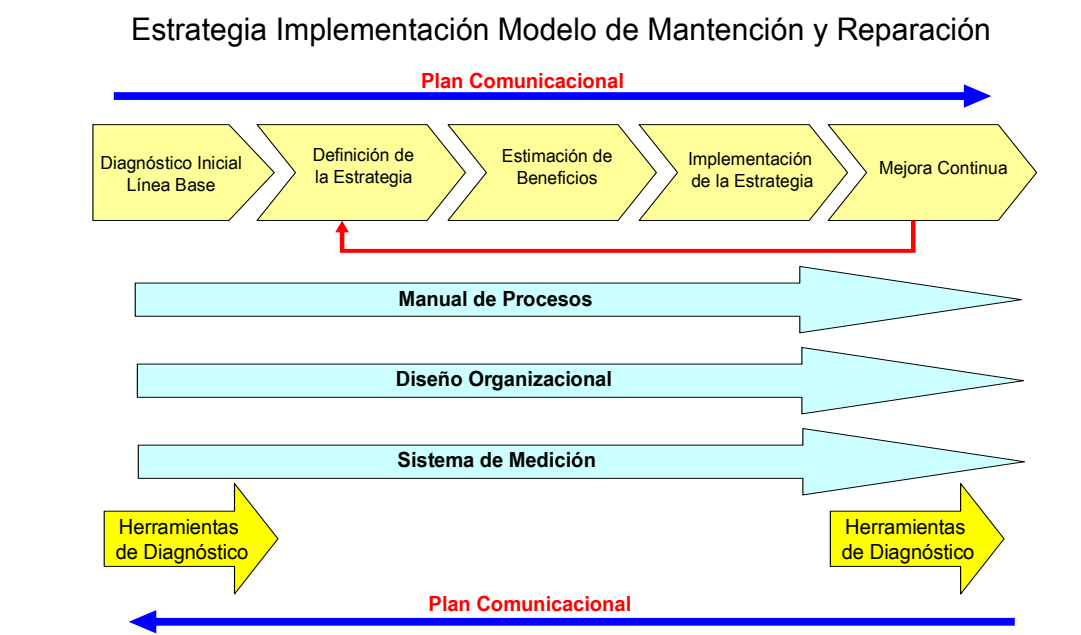 Estrategia Implementación Modelo de Mantención y Reparación
Plan Comunicacional
Diagnóstico Inicial
Línea Base
Definición de
la Estrategia
Estimación de
Beneficios
Implementación
de la Estrategia
Mejora Continua
Manual de Procesos
Diseño Organizacional
Sistema de Medición
Herramientas
de Diagnóstico
Herramientas
de Diagnóstico
Plan Comunicacional